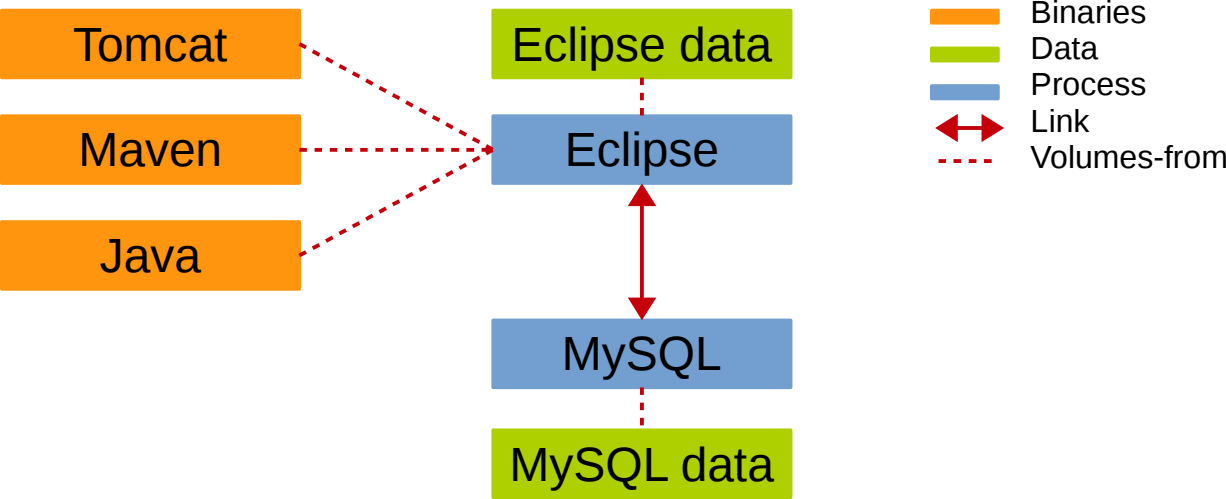 Tomcat
Maven
Java
Eclipse data
Eclipse
MySQL
MySQL data
Binaries
Data
Process
Link
Volumes-from